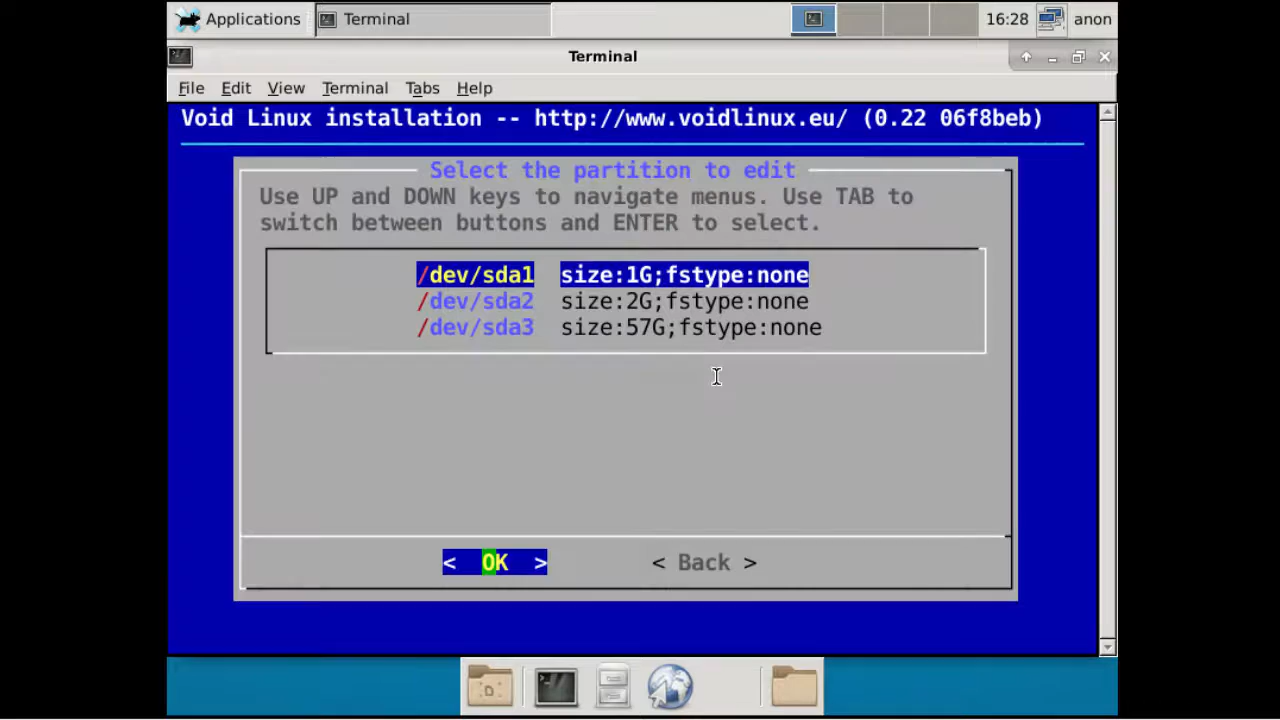 Applications Terminal 16:28 anon
Terminal
File Edit View Terminal Tabs Help
Void Linux installation -- http://www.voidlinux.eu/ (0.22 06f8beb)
Select the partition to edit
Use UP and DOWN keys to navigate menus. Use TAB to
switch between buttons and ENTER to select.
/dev/sda1 size:1G;fstype:none
/dev/sda2 size:2G;fstype:none
/dev/sda3 size:57G;fstype:none
< OK > < Back >